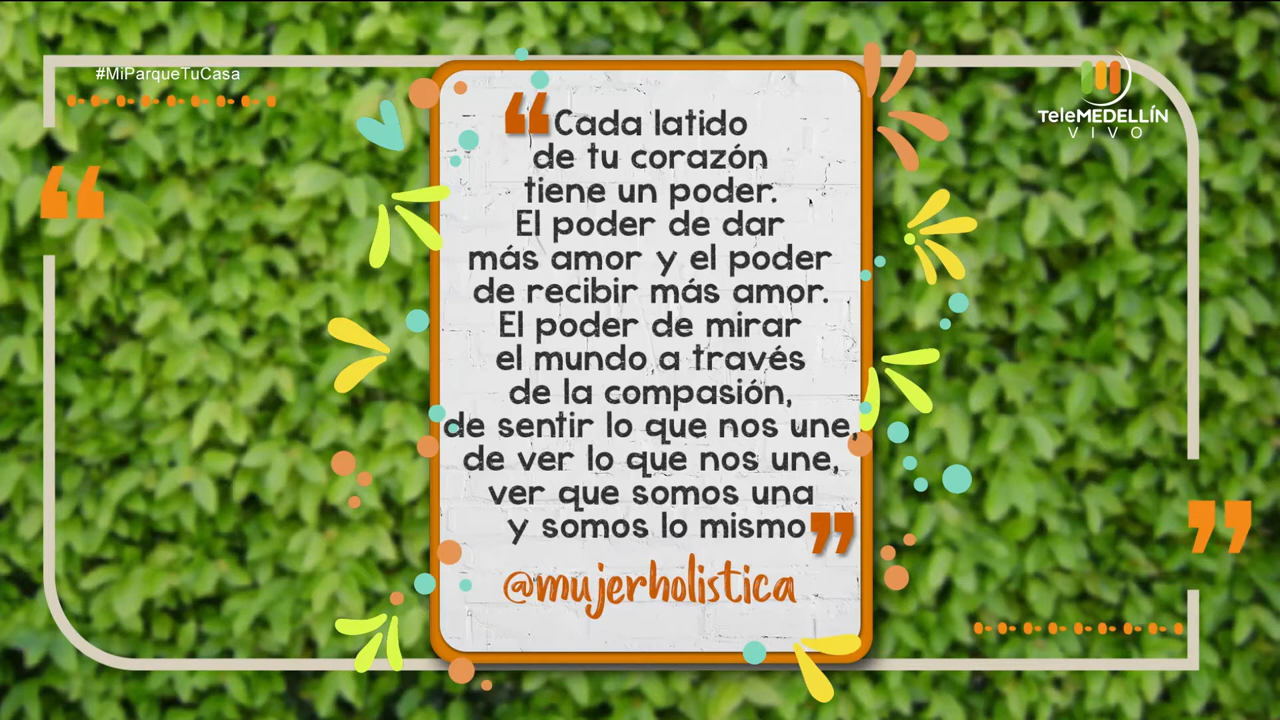 #MiParqueTuCasa
TeleMEDELLÍN
VIVO
“Cada latido
de tu corazón
tiene un poder.
El poder de dar
más amor y el poder
de recibir más amor.
El poder de mirar
el mundo a través
de la compasión,
de sentir lo que nos une,
de ver lo que nos une,
ver que somos una
y somos lo mismo”
@mujerholistica